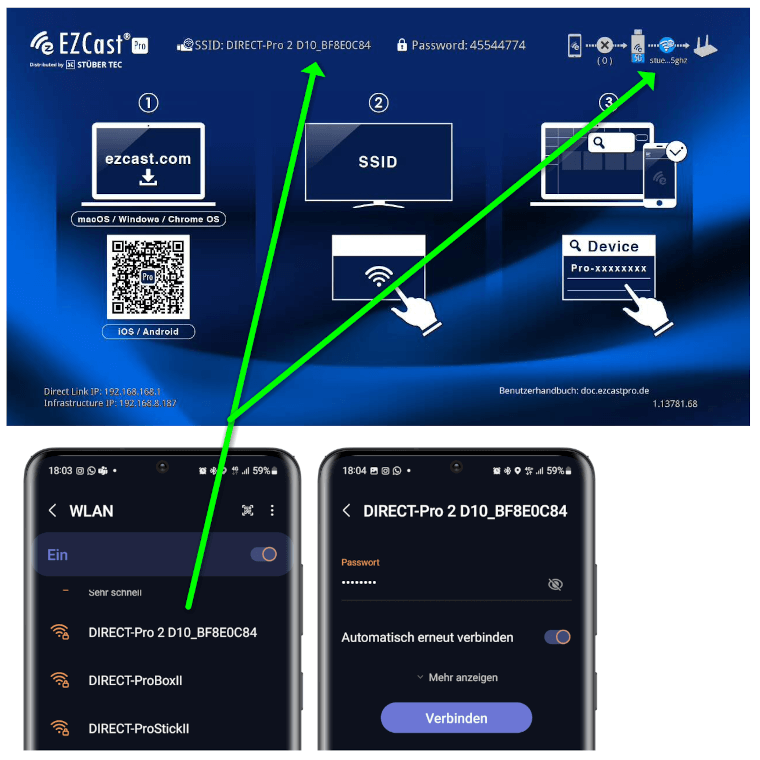 EZCast® Pro
Distributed by STÜBER TEC
SSID: DIRECT-Pro 2 D10_BF8E0C84
Password: 45544774
( 0 )
5G
stue...5ghz
1
2
3
ezcast.com
SSID
macOS / Windows / Chrome OS
Pro
iOS / Android
Device
Pro-xxxxxxxx
Direct Link IP: 192.168.168.1
Infrastructure IP: 192.168.8.187
Benutzerhandbuch: doc.ezcastpro.de
1.13781.68
18:03
59%
WLAN
Ein
Sehr schnell
DIRECT-Pro 2 D10_BF8E0C84
DIRECT-ProBoxII
DIRECT-ProStickII
18:04
59%
DIRECT-Pro 2 D10_BF8E0C84
Passwort
••••••••
Automatisch erneut verbinden
Mehr anzeigen
Verbinden